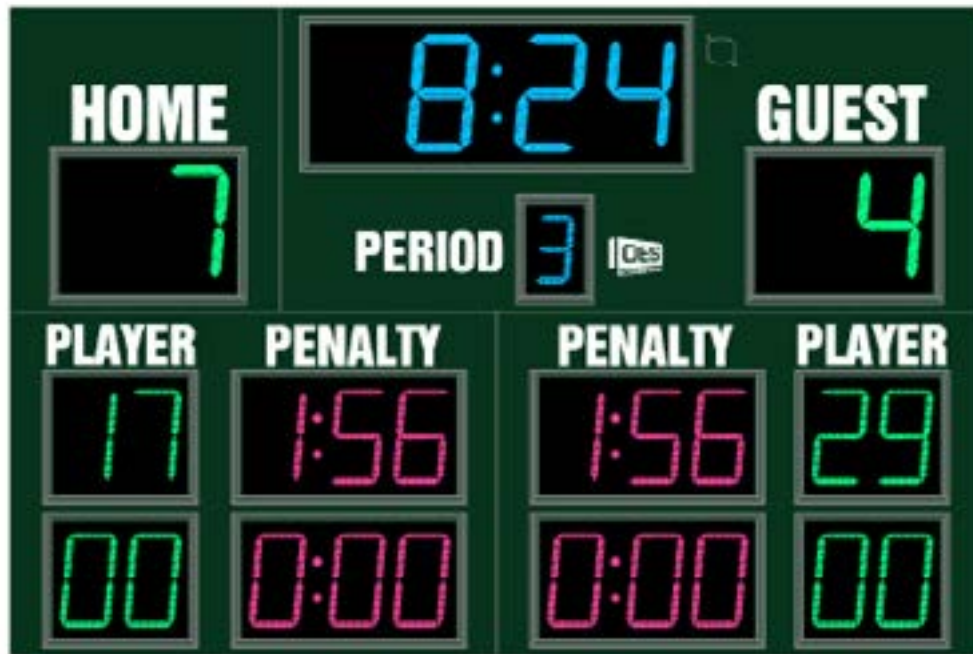 8:24
HOME
GUEST
7
4
PERIOD 3
PLAYER PENALTY PENALTY PLAYER
17 1:56 1:56 29
00 0:00 0:00 00